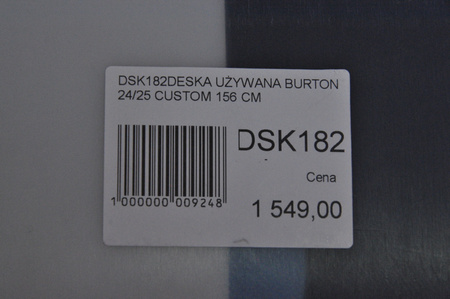 DSK182DESKA UŻYWANA BURTON
24/25 CUSTOM 156 CM
DSK182
Cena
1 549,00
1 000000 009248